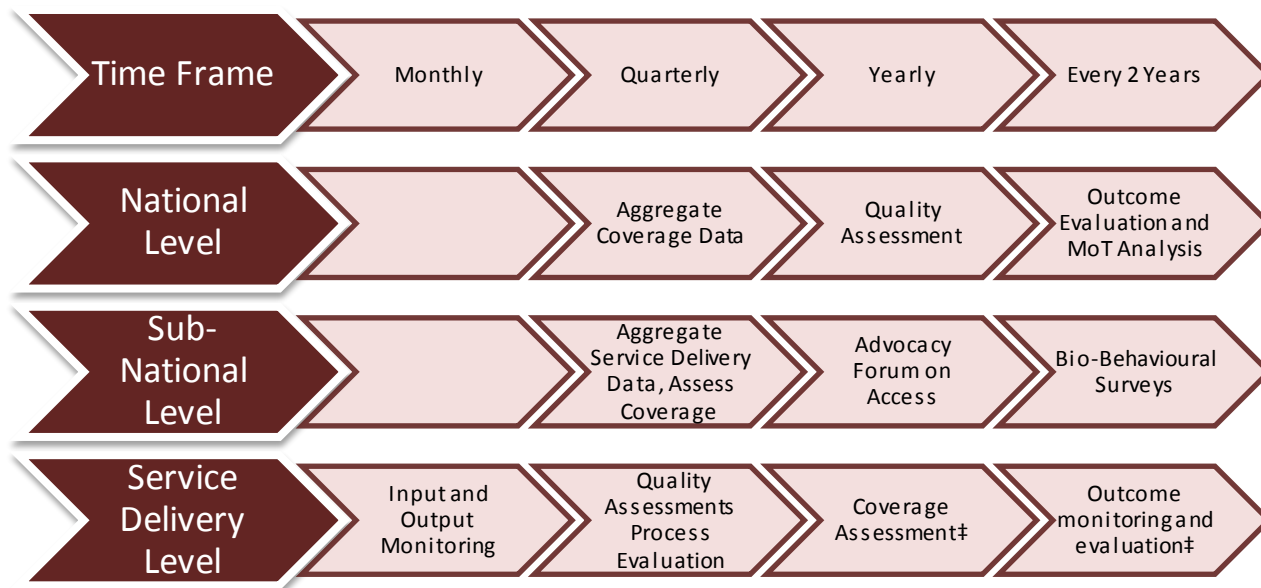 Time Frame
Monthly
Quarterly
Yearly
Every 2 Years
National
Level
Aggregate
Coverage Data
Quality
Assessment
Outcome
Evaluation and
MoT Analysis
Sub-
National
Level
Aggregate
Service Delivery
Data, Assess
Coverage
Advocacy
Forum on
Access
Bio-Behavioural
Surveys
Service
Delivery
Level
Input and
Output
Monitoring
Quality
Assessments
Process
Evaluation
Coverage
Assessment‡
Outcome
monitoring and
evaluation‡